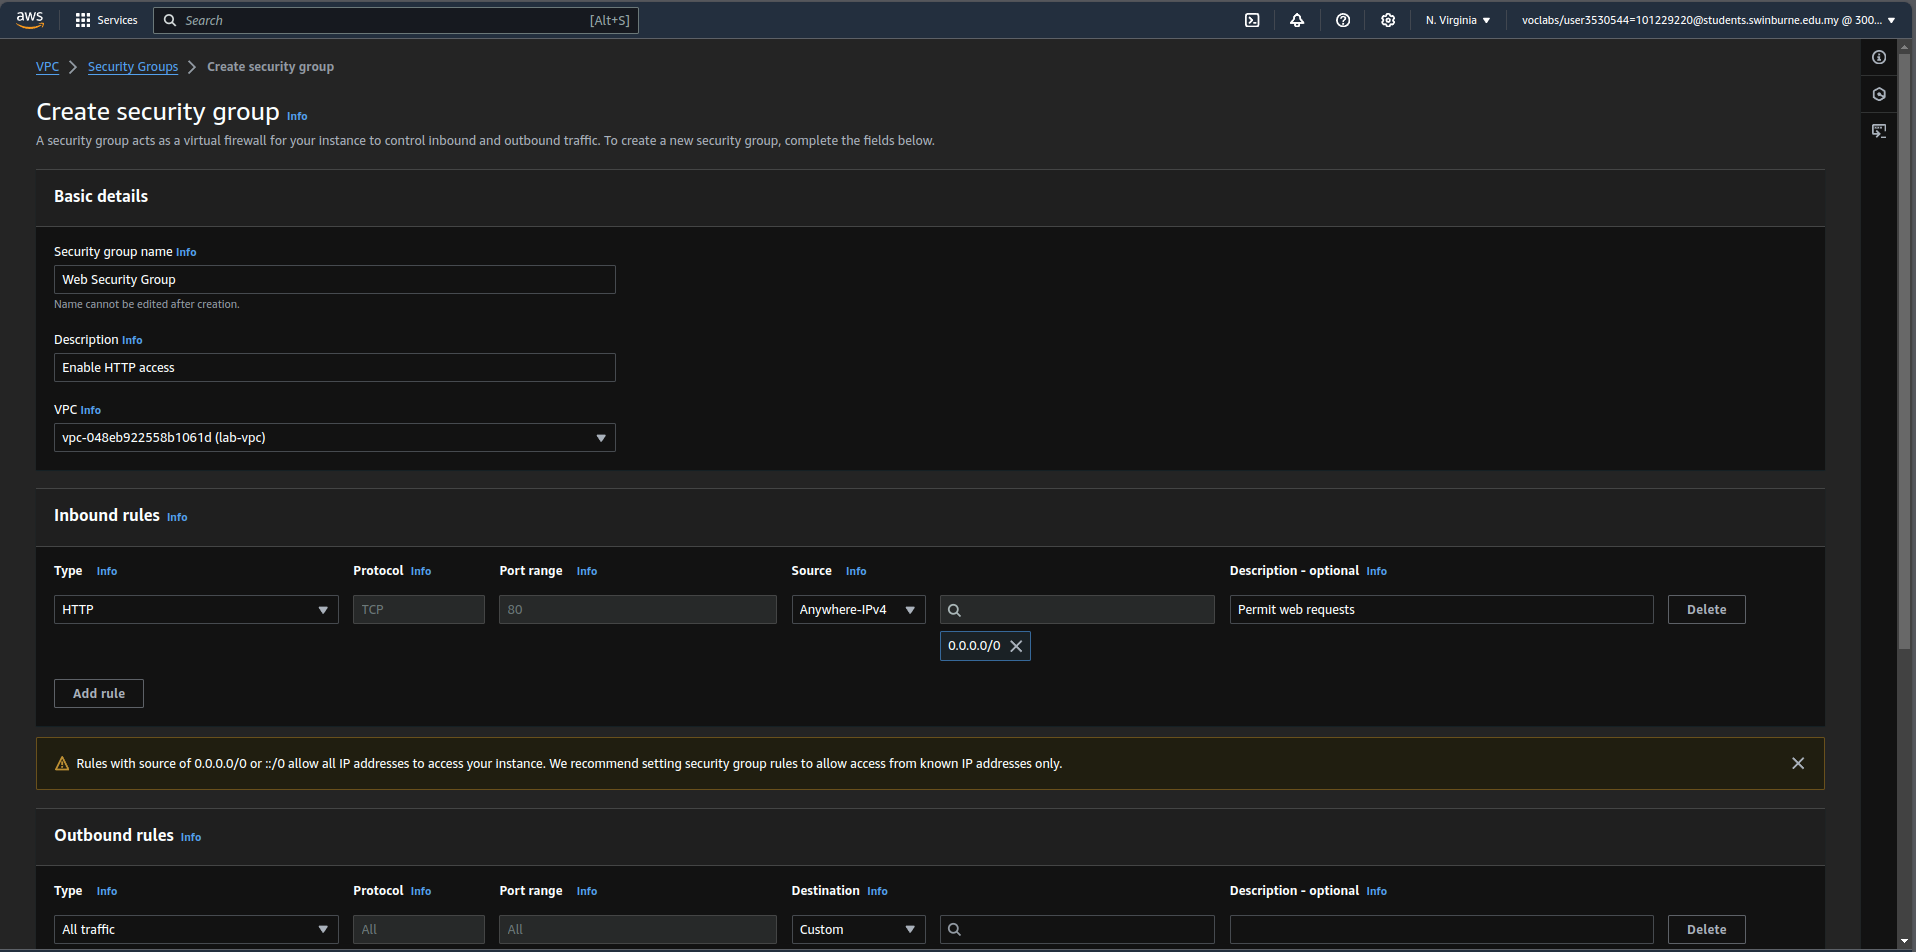 aws Services Search [Alt+S] N. Virginia voclabs/user3530544=101229220@students.swinburne.edu.my @ 300...
VPC Security Groups Create security group
Create security group Info
A security group acts as a virtual firewall for your instance to control inbound and outbound traffic. To create a new security group, complete the fields below.
Basic details
Security group name Info
Web Security Group
Name cannot be edited after creation.
Description Info
Enable HTTP access
VPC Info
vpc-048eb922558b1061d (lab-vpc)
Inbound rules Info
Type Info Protocol Info Port range Info Source Info Description - optional Info
HTTP TCP 80 Anywhere-IPv4 Permit web requests Delete
0.0.0.0/0
Add rule
Rules with source of 0.0.0.0/0 or ::/0 allow all IP addresses to access your instance. We recommend setting security group rules to allow access from known IP addresses only.
Outbound rules Info
Type Info Protocol Info Port range Info Destination Info Description - optional Info
All traffic All All Custom Delete